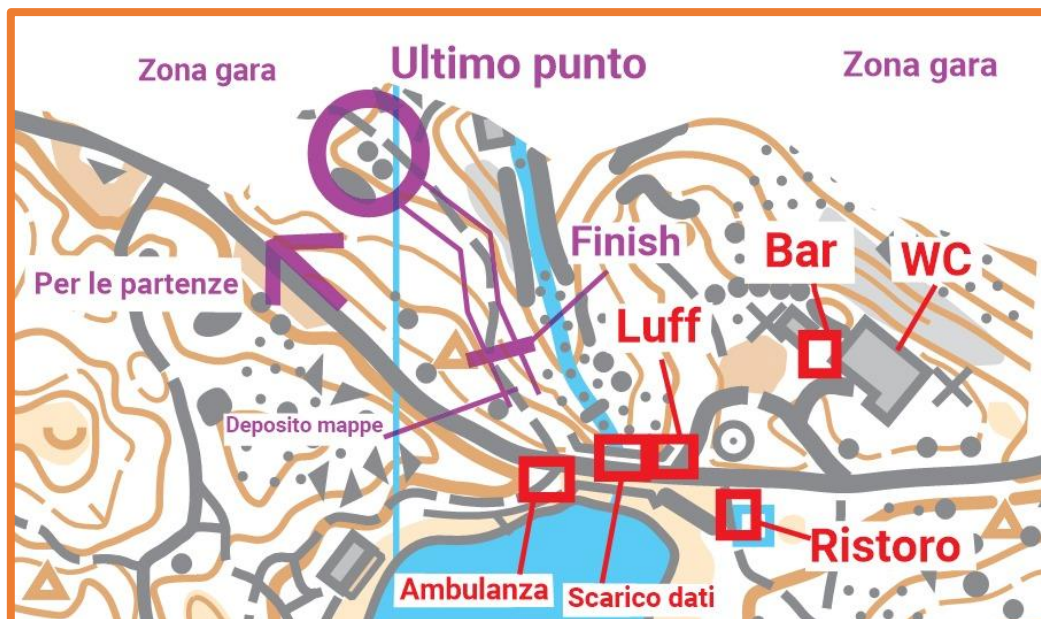 Zona gara
Ultimo punto
Zona gara
Finish
Bar
WC
Per le partenze
Luff
Deposito mappe
Ristoro
Ambulanza
Scarico dati